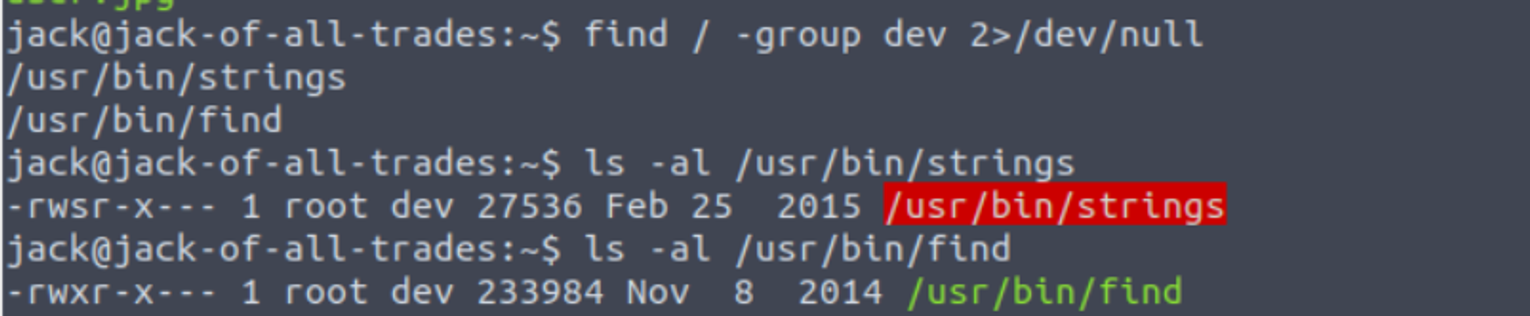 user.jpg
jack@jack-of-all-trades:~$ find / -group dev 2>/dev/null
/usr/bin/strings
/usr/bin/find
jack@jack-of-all-trades:~$ ls -al /usr/bin/strings
-rwsr-x--- 1 root dev 27536 Feb 25  2015 /usr/bin/strings
jack@jack-of-all-trades:~$ ls -al /usr/bin/find
-rwxr-x--- 1 root dev 233984 Nov  8  2014 /usr/bin/find